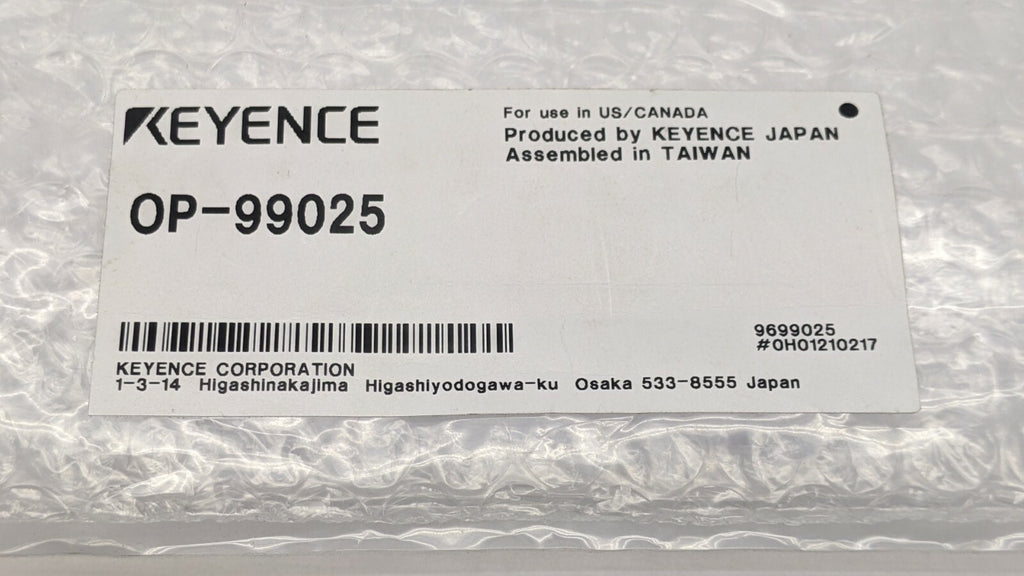 KEYENCE
For use in US/CANADA
Produced by KEYENCE JAPAN
Assembled in TAIWAN
OP-99025
9699025
#0H01210217
KEYENCE CORPORATION
1-3-14 Higashinakajima Higashiyodogawa-ku Osaka 533-8555 Japan